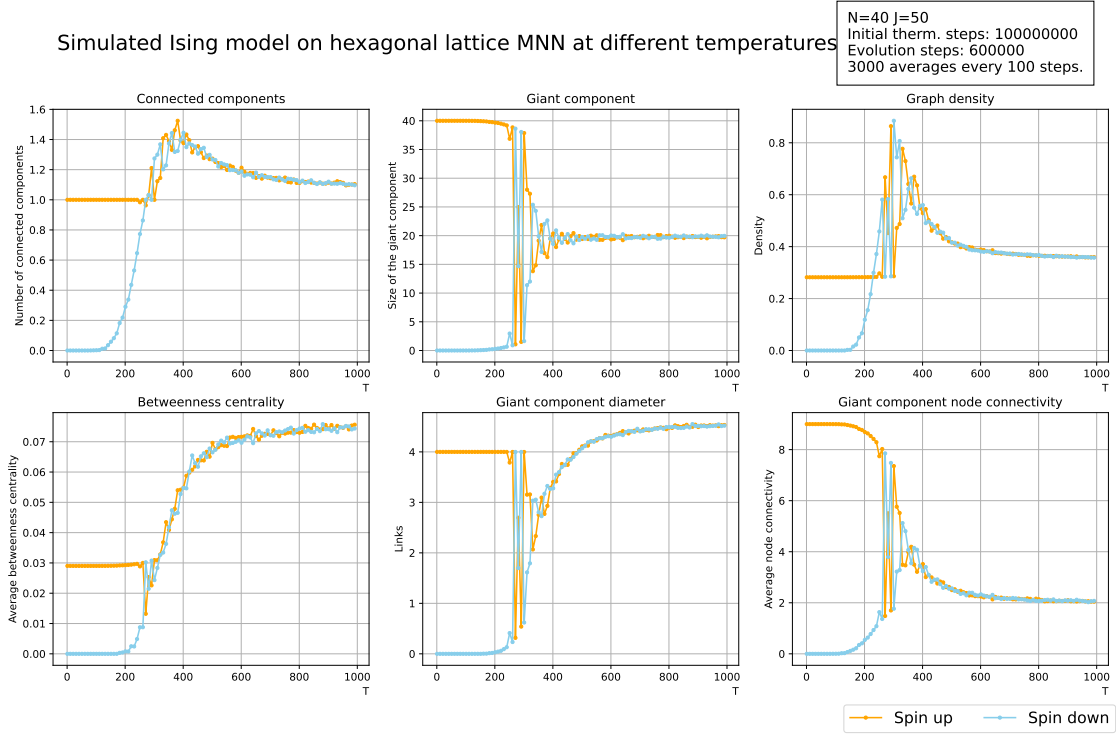 Simulated Ising model on hexagonal lattice MNN at different temperatures
N=40 J=50
Initial therm. steps: 100000000
Evolution steps: 600000
3000 averages every 100 steps.
Connected components
Number of connected components
1.6
1.4
1.2
1.0
0.8
0.6
0.4
0.2
0.0
0 200 400 600 800 1000
T
Giant component
Size of the giant component
40
35
30
25
20
15
10
5
0
0 200 400 600 800 1000
T
Graph density
Density
0.8
0.6
0.4
0.2
0.0
0 200 400 600 800 1000
T
Betweenness centrality
Average betweenness centrality
0.07
0.06
0.05
0.04
0.03
0.02
0.01
0.00
0 200 400 600 800 1000
T
Giant component diameter
Links
4
3
2
1
0
0 200 400 600 800 1000
T
Giant component node connectivity
Average node connectivity
8
6
4
2
0
0 200 400 600 800 1000
T
Spin up
Spin down